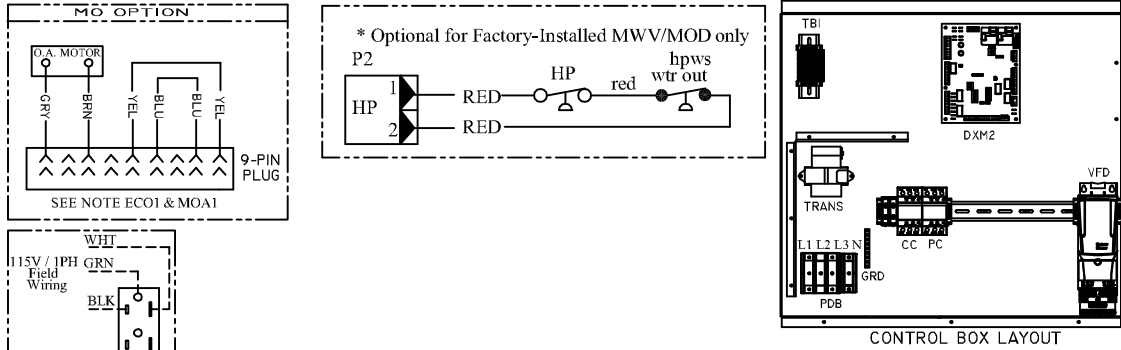 MO OPTION
O.A. MOTOR
GRY BRN YEL BLU BLU YEL
9-PIN
PLUG
SEE NOTE ECO1 & MOA1
WHT
115V / 1PH GRN
Field
Wiring
BLK
* Optional for Factory-Installed MWV/MOD only
P2
HP
1
2
RED
HP
red
hpws
wtr out
RED
TB1
DXM2
TRANS
VFD
CC PC
L1 L2 L3 N
GRD
PDB
CONTROL BOX LAYOUT